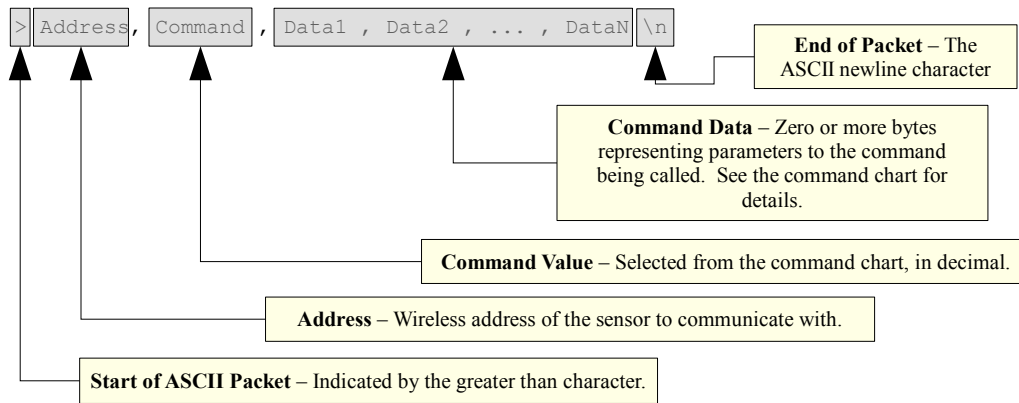 > Address, Command , Data1 , Data2 , ... , DataN \n
End of Packet – The
ASCII newline character
Command Data – Zero or more bytes
representing parameters to the command
being called. See the command chart for
details.
Command Value – Selected from the command chart, in decimal.
Address – Wireless address of the sensor to communicate with.
Start of ASCII Packet – Indicated by the greater than character.